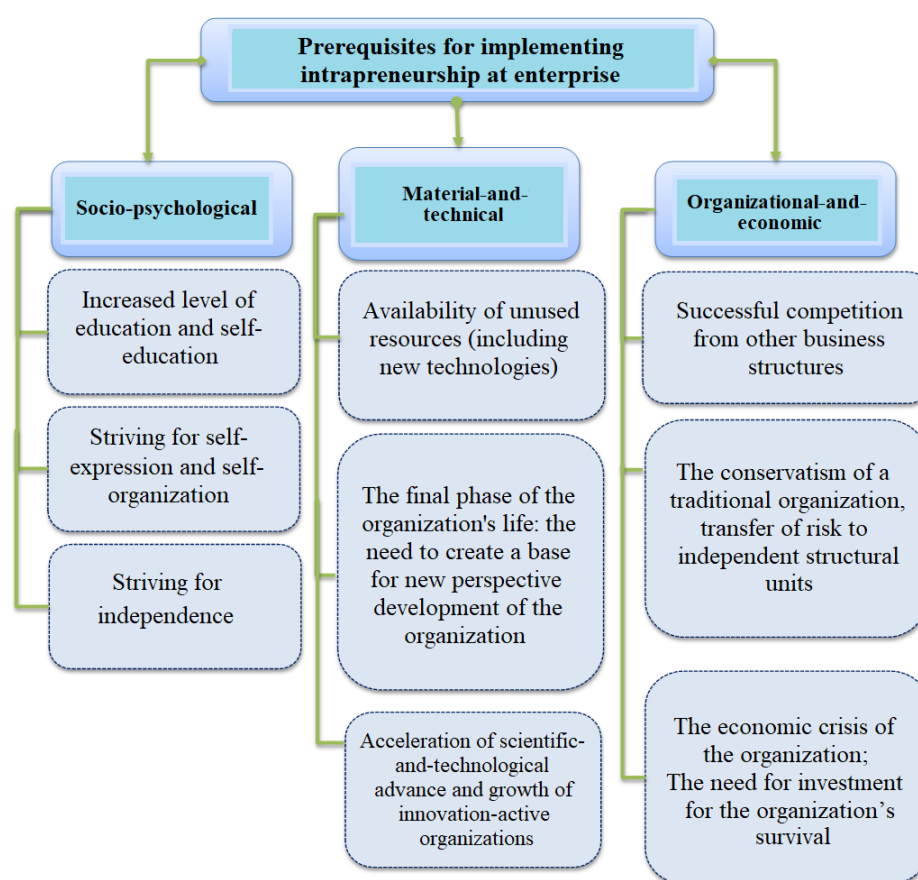 Prerequisites for implementing
intrapreneurship at enterprise
Socio-psychological
Increased level of
education and self-
education
Striving for self-
expression and self-
organization
Striving for
independence
Material-and-
technical
Availability of unused
resources (including
new technologies)
The final phase of the
organization's life: the
need to create a base
for new perspective
development of the
organization
Acceleration of scientific-
and-technological
advance and growth of
innovation-active
organizations
Organizational-and-
economic
Successful competition
from other business
structures
The conservatism of a
traditional organization,
transfer of risk to
independent structural
units
The economic crisis of
the organization;
The need for investment
for the organization’s
survival